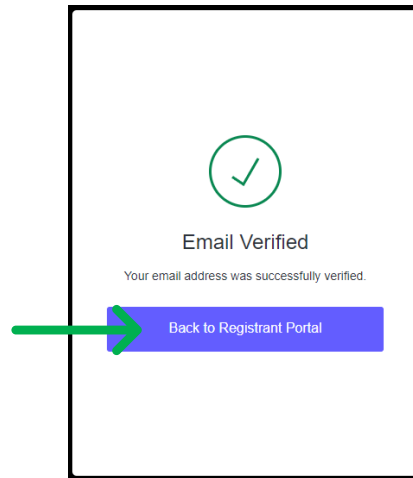 Email Verified
Your email address was successfully verified.
Back to Registrant Portal